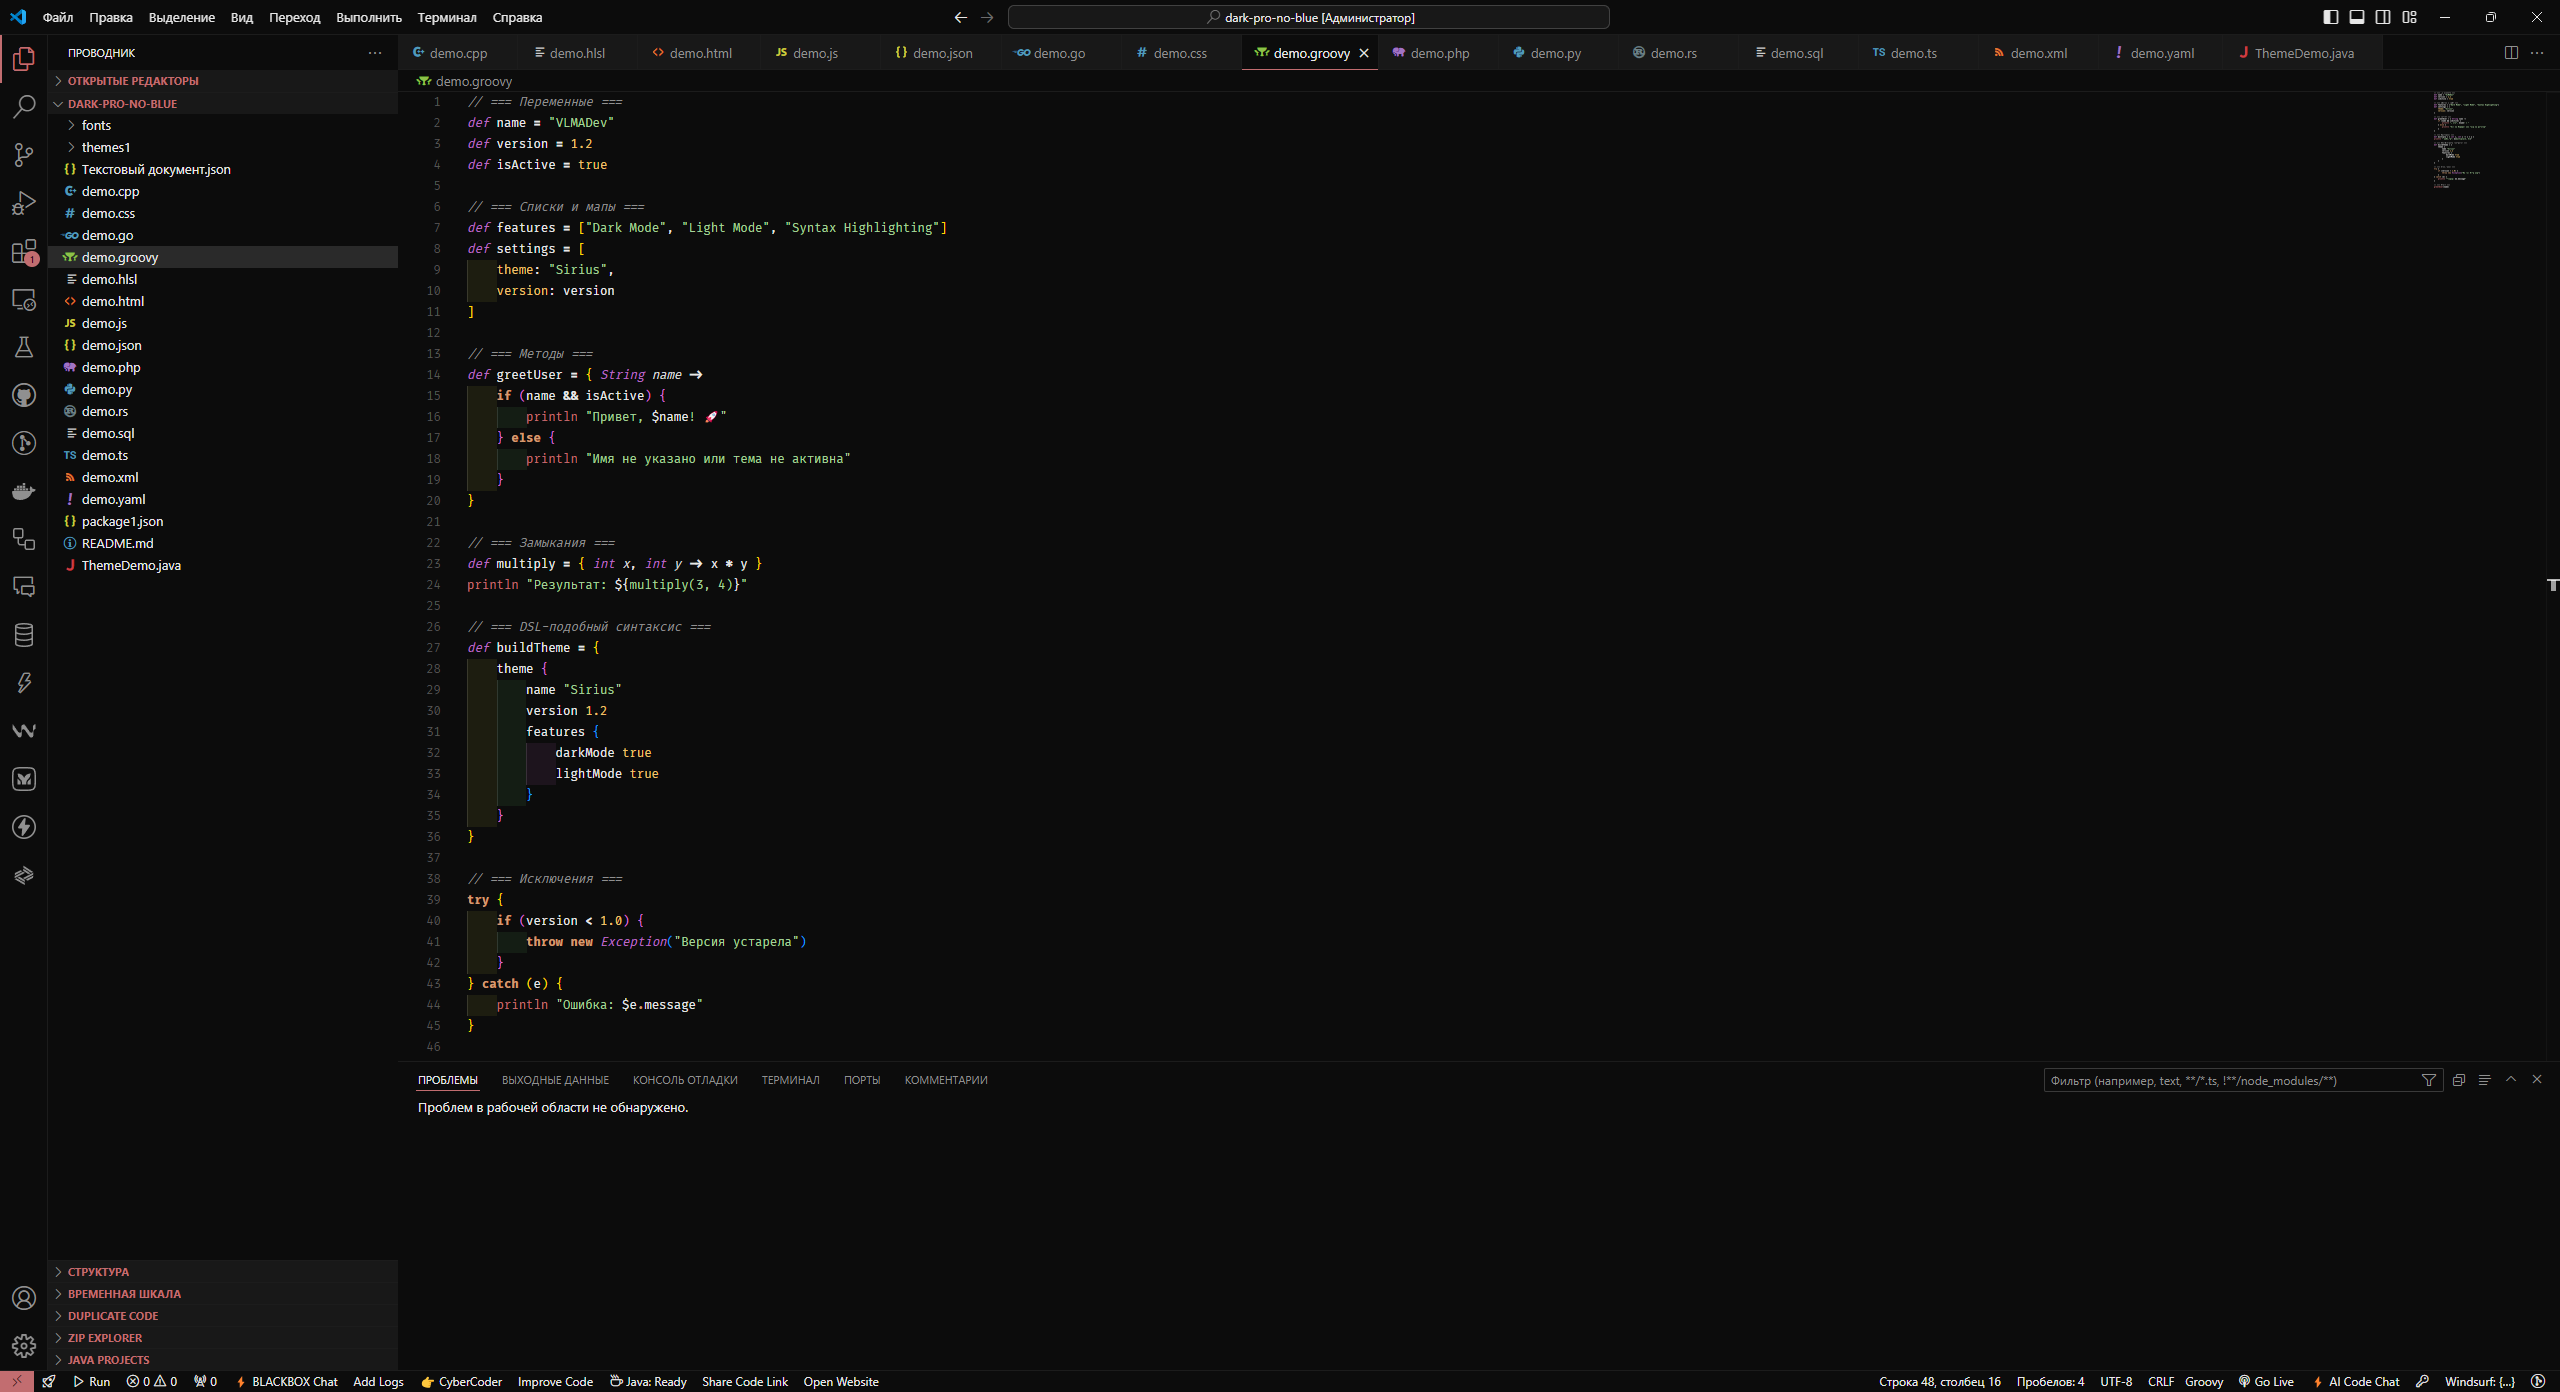 Файл Правка Выделение Вид Переход Выполнить Терминал Справка
dark-pro-no-blue [Администратор]
ПРОВОДНИК
ОТКРЫТЫЕ РЕДАКТОРЫ
DARK-PRO-NO-BLUE
fonts
themes1
{} Текстовый документ.json
demo.cpp
# demo.css
GO demo.go
demo.groovy
demo.hlsl
<> demo.html
JS demo.js
{} demo.json
demo.php
demo.py
demo.rs
demo.sql
TS demo.ts
demo.xml
! demo.yaml
{} package1.json
README.md
J ThemeDemo.java
СТРУКТУРА
ВРЕМЕННАЯ ШКАЛА
DUPLICATE CODE
ZIP EXPLORER
JAVA PROJECTS
1
demo.cpp demo.hlsl <> demo.html JS demo.js {} demo.json GO demo.go # demo.css demo.groovy demo.php demo.py demo.rs demo.sql TS demo.ts demo.xml ! demo.yaml J ThemeDemo.java
demo.groovy
1 // === Переменные ===
2 def name = "VLMADev"
3 def version = 1.2
4 def isActive = true
5
6 // === Списки и мапы ===
7 def features = ["Dark Mode", "Light Mode", "Syntax Highlighting"]
8 def settings = [
9 theme: "Sirius",
10 version: version
11 ]
12
13 // === Методы ===
14 def greetUser = { String name ->
15 if (name && isActive) {
16 println "Привет, $name! 🚀"
17 } else {
18 println "Имя не указано или тема не активна"
19 }
20 }
21
22 // === Замыкания ===
23 def multiply = { int x, int y -> x * y }
24 println "Результат: ${multiply(3, 4)}"
25
26 // === DSL-подобный синтаксис ===
27 def buildTheme = {
28 theme {
29 name "Sirius"
30 version 1.2
31 features {
32 darkMode true
33 lightMode true
34 }
35 }
36 }
37
38 // === Исключения ===
39 try {
40 if (version < 1.0) {
41 throw new Exception("Версия устарела")
42 }
43 } catch (e) {
44 println "Ошибка: $e.message"
45 }
46
ПРОБЛЕМЫ ВЫХОДНЫЕ ДАННЫЕ КОНСОЛЬ ОТЛАДКИ ТЕРМИНАЛ ПОРТЫ КОММЕНТАРИИ
Фильтр (например, text, **/*.ts, !**/node_modules/**)
Проблем в рабочей области не обнаружено.
Run 0 0 0 BLACKBOX Chat Add Logs 👉 CyberCoder Improve Code Java: Ready Share Code Link Open Website
Строка 48, столбец 16 Пробелов: 4 UTF-8 CRLF Groovy Go Live AI Code Chat Windsurf: {...}